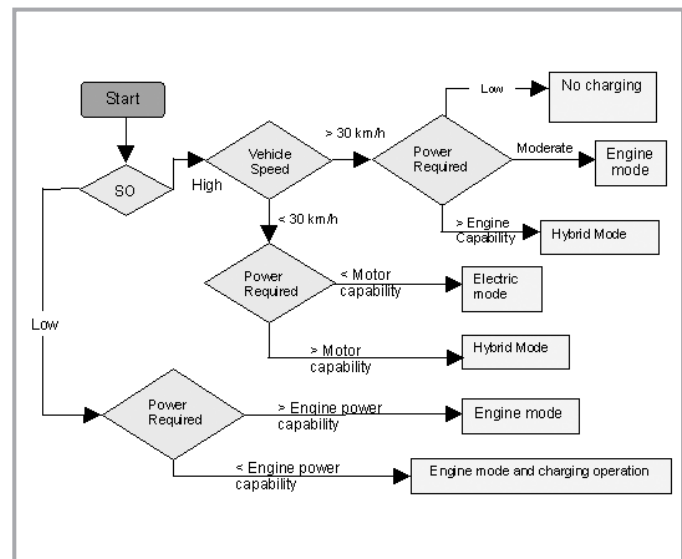 Start
SO
High
Low
Vehicle
Speed
> 30 km/h
< 30 km/h
Power
Required
Low
No charging
Moderate
Engine
mode
> Engine
Capability
Hybrid Mode
Power
Required
< Motor
capability
Electric
mode
> Motor
capability
Hybrid Mode
Power
Required
> Engine power
capability
Engine mode
< Engine power
capability
Engine mode and charging operation